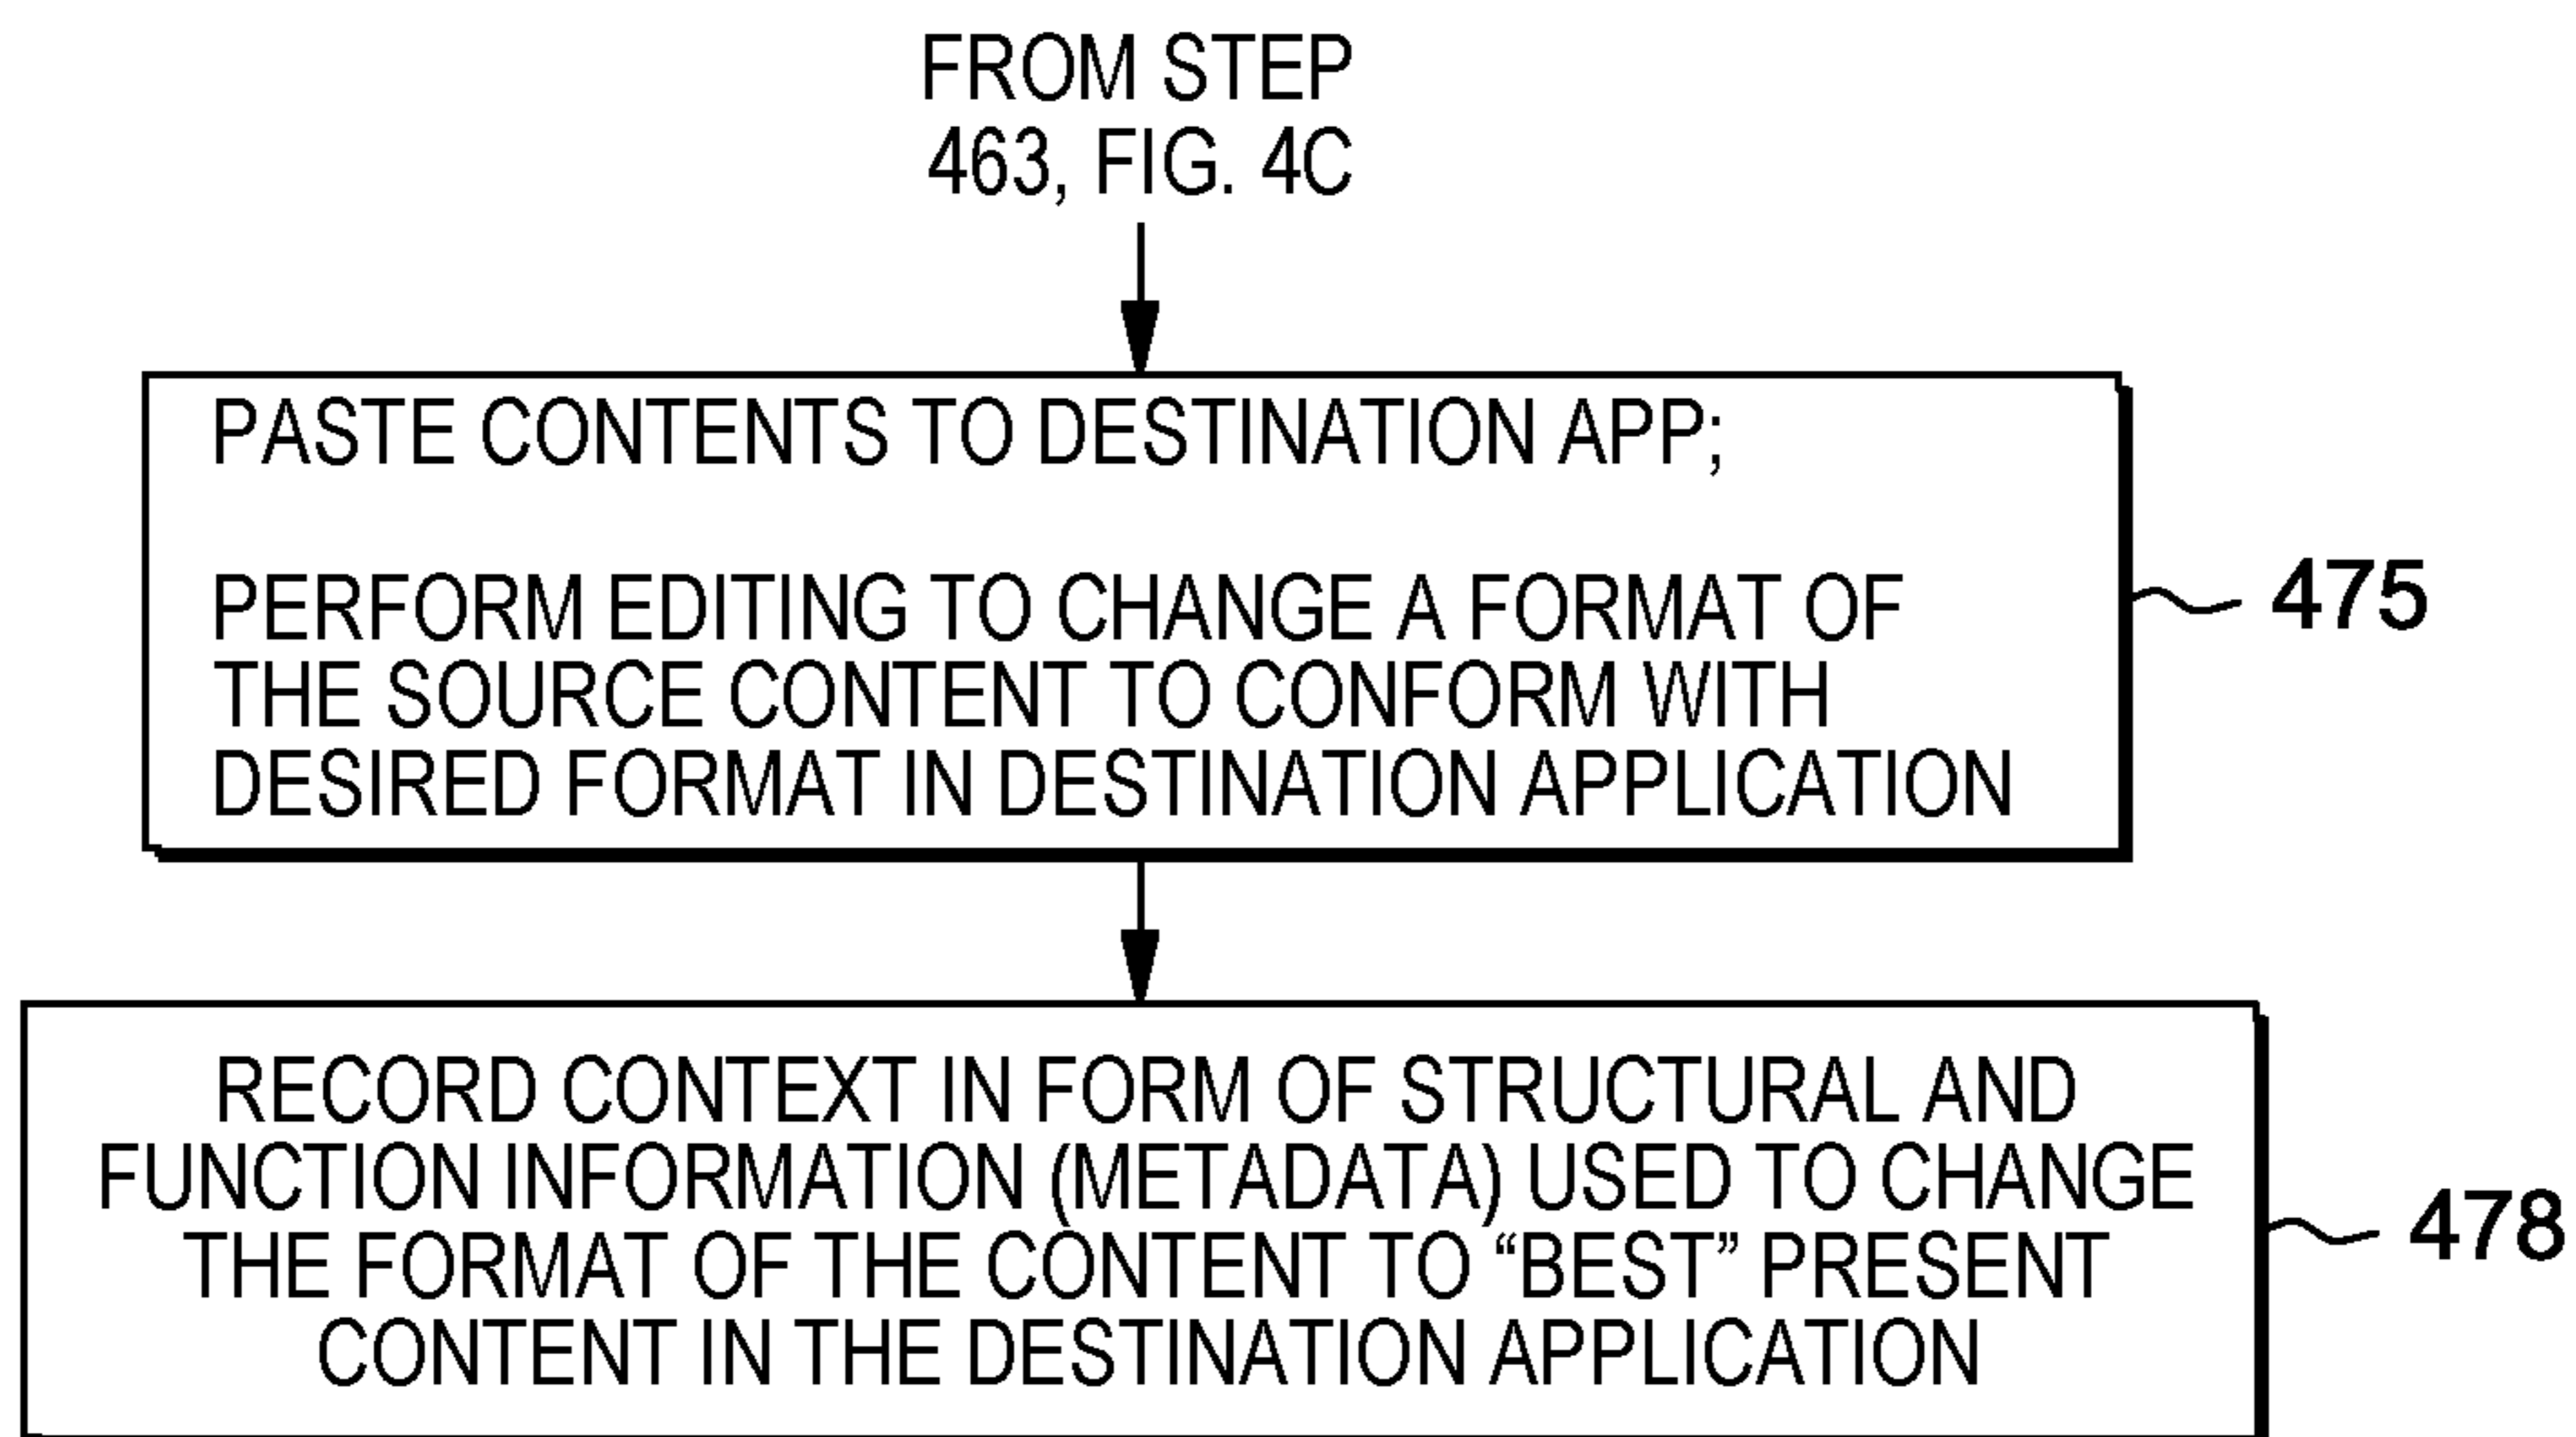 FROM STEP
463, FIG. 4C
PASTE CONTENTS TO DESTINATION APP;
PERFORM EDITING TO CHANGE A FORMAT OF
THE SOURCE CONTENT TO CONFORM WITH
DESIRED FORMAT IN DESTINATION APPLICATION
475
RECORD CONTEXT IN FORM OF STRUCTURAL AND
FUNCTION INFORMATION (METADATA) USED TO CHANGE
THE FORMAT OF THE CONTENT TO “BEST” PRESENT
CONTENT IN THE DESTINATION APPLICATION
478